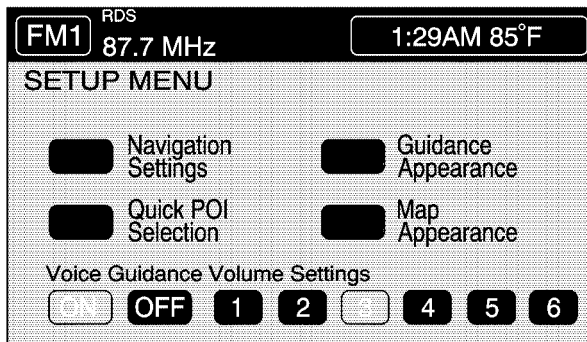 FM1 RDS 87.7 MHz 1:29AM 85°F
SETUP MENU
Navigation Settings
Guidance Appearance
Quick POI Selection
Map Appearance
Voice Guidance Volume Settings
ON OFF 1 2 3 4 5 6